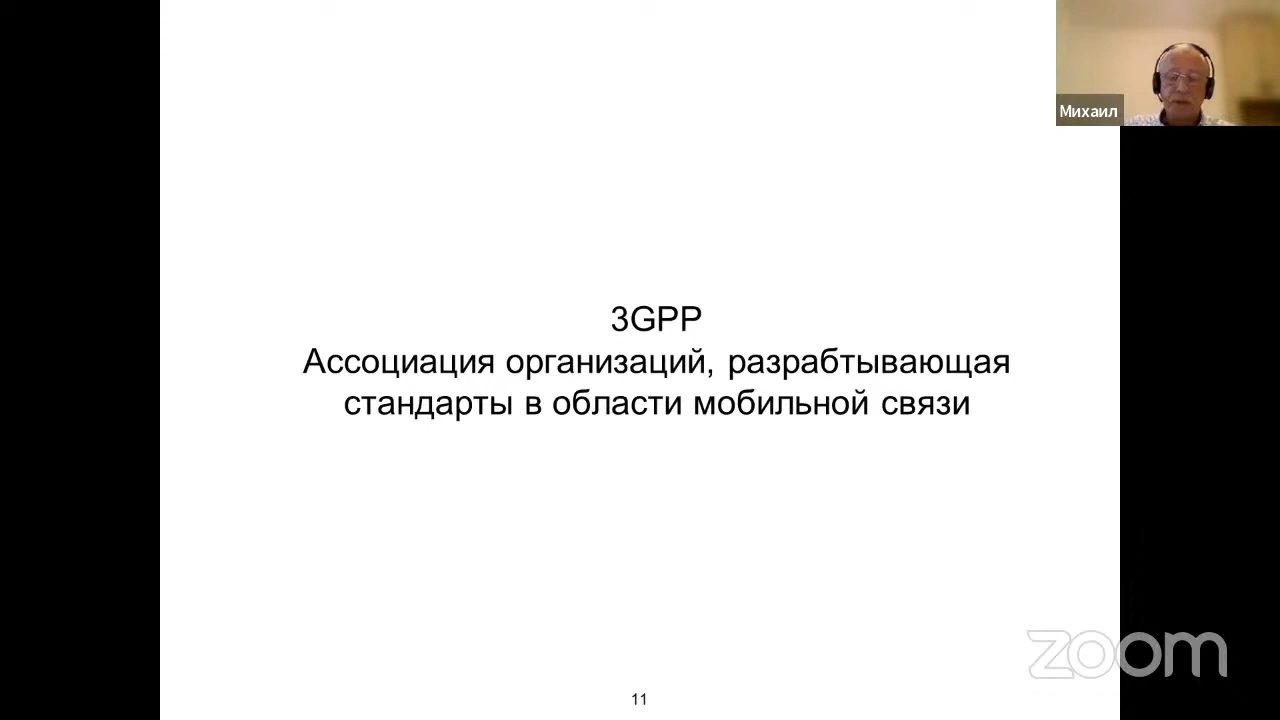 Михаил
3GPP
Ассоциация организаций, разрабтывающая
стандарты в области мобильной связи
zoom
11